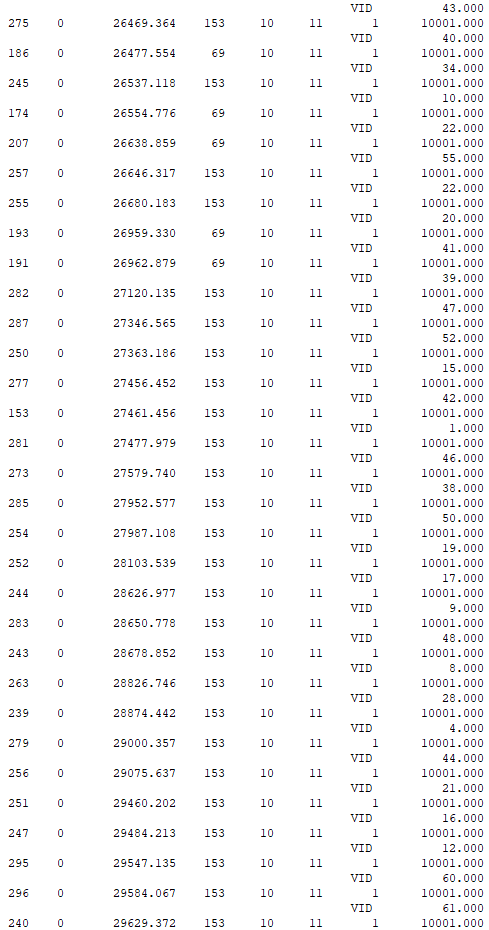 VID 43.000
275 0 26469.364 153 10 11 1 10001.000
VID 40.000
186 0 26477.554 69 10 11 1 10001.000
VID 34.000
245 0 26537.118 153 10 11 1 10001.000
VID 10.000
174 0 26554.776 69 10 11 1 10001.000
VID 22.000
207 0 26638.859 69 10 11 1 10001.000
VID 55.000
257 0 26646.317 153 10 11 1 10001.000
VID 22.000
255 0 26680.183 153 10 11 1 10001.000
VID 20.000
193 0 26959.330 69 10 11 1 10001.000
VID 41.000
191 0 26962.879 69 10 11 1 10001.000
VID 39.000
282 0 27120.135 153 10 11 1 10001.000
VID 47.000
287 0 27346.565 153 10 11 1 10001.000
VID 52.000
250 0 27363.186 153 10 11 1 10001.000
VID 15.000
277 0 27456.452 153 10 11 1 10001.000
VID 42.000
153 0 27461.456 153 10 11 1 10001.000
VID 1.000
281 0 27477.979 153 10 11 1 10001.000
VID 46.000
273 0 27579.740 153 10 11 1 10001.000
VID 38.000
285 0 27952.577 153 10 11 1 10001.000
VID 50.000
254 0 27987.108 153 10 11 1 10001.000
VID 19.000
252 0 28103.539 153 10 11 1 10001.000
VID 17.000
244 0 28626.977 153 10 11 1 10001.000
VID 9.000
283 0 28650.778 153 10 11 1 10001.000
VID 48.000
243 0 28678.852 153 10 11 1 10001.000
VID 8.000
263 0 28826.746 153 10 11 1 10001.000
VID 28.000
239 0 28874.442 153 10 11 1 10001.000
VID 4.000
279 0 29000.357 153 10 11 1 10001.000
VID 44.000
256 0 29075.637 153 10 11 1 10001.000
VID 21.000
251 0 29460.202 153 10 11 1 10001.000
VID 16.000
247 0 29484.213 153 10 11 1 10001.000
VID 12.000
295 0 29547.135 153 10 11 1 10001.000
VID 60.000
296 0 29584.067 153 10 11 1 10001.000
VID 61.000
240 0 29629.372 153 10 11 1 10001.000